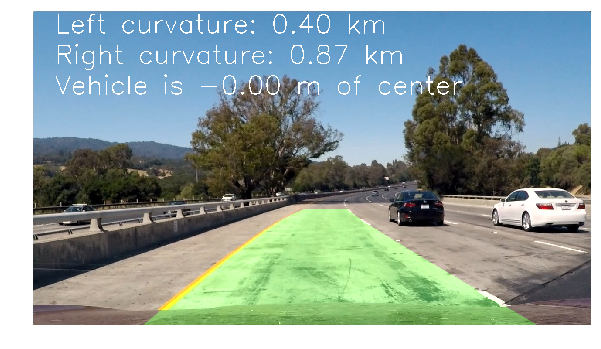 Left curvature: 0.40 km
Right curvature: 0.87 km
Vehicle is -0.00 m of center